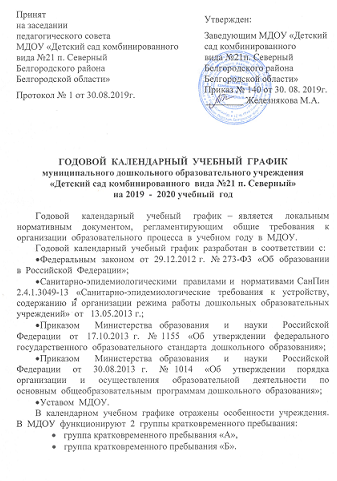 Принят
на заседании
педагогического совета
МДОУ «Детский сад комбинированного
вида №21 п. Северный
Белгородского района
Белгородской области»
Протокол № 1 от 30.08.2019г.
Утвержден:
Заведующим МДОУ «Детский
сад комбинированного
вида №21п. Северный
Белгородского района
Белгородской области»
Приказ № 140 от 30. 08. 2019г.
Железнякова М.А.
ГОДОВОЙ КАЛЕНДАРНЫЙ УЧЕБНЫЙ ГРАФИК
муниципального дошкольного образовательного учреждения
«Детский сад комбинированного вида №21 п. Северный»
на 2019 - 2020 учебный год
Годовой календарный учебный график – является локальным
нормативным документом, регламентирующим общие требования к
организации образовательного процесса в учебном году в МДОУ.
Годовой календарный учебный график разработан в соответствии с:
•Федеральным законом от 29.12.2012 г. № 273-ФЗ «Об образовании
в Российской Федерации»;
•Санитарно-эпидемиологическими правилами и нормативами СанПин
2.4.1.3049-13 «Санитарно-эпидемиологические требования к устройству,
содержанию и организации режима работы дошкольных образовательных
учреждений» от 13.05.2013 г.;
•Приказом Министерства образования и науки Российской
Федерации от 17.10.2013 г. № 1155 «Об утверждении федерального
государственного образовательного стандарта дошкольного образования»;
•Приказом Министерства образования и науки Российской
Федерации от 30.08.2013 г. № 1014 «Об утверждении порядка
организации и осуществления образовательной деятельности по
основным общеобразовательным программам дошкольного образования»;
•Уставом МДОУ.
В календарном учебном графике отражены особенности учреждения.
В МДОУ функционируют 2 группы кратковременного пребывания:
• группа кратковременного пребывания «А»,
• группа кратковременного пребывания «Б».